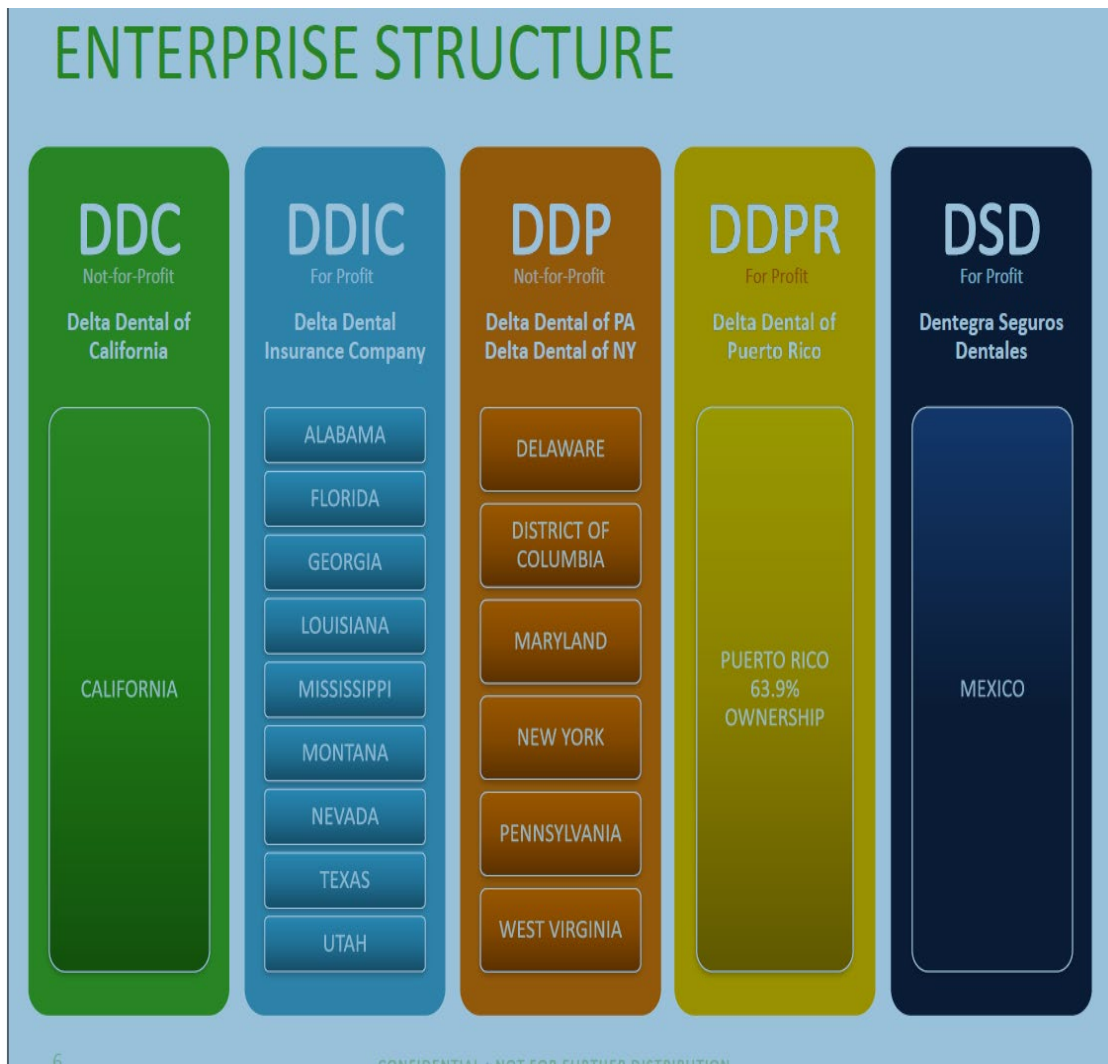 ENTERPRISE STRUCTURE
DDC
Not-for-Profit
Delta Dental of
California
CALIFORNIA
DDIC
For Profit
Delta Dental
Insurance Company
ALABAMA
FLORIDA
GEORGIA
LOUISIANA
MISSISSIPPI
MONTANA
NEVADA
TEXAS
UTAH
DDP
Not-for-Profit
Delta Dental of PA
Delta Dental of NY
DELAWARE
DISTRICT OF
COLUMBIA
MARYLAND
NEW YORK
PENNSYLVANIA
WEST VIRGINIA
DDPR
For Profit
Delta Dental of
Puerto Rico
PUERTO RICO
63.9%
OWNERSHIP
DSD
For Profit
Dentegra Seguros
Dentales
MEXICO
6
CONFIDENTIAL : NOT FOR FURTHER DISTRIBUTION